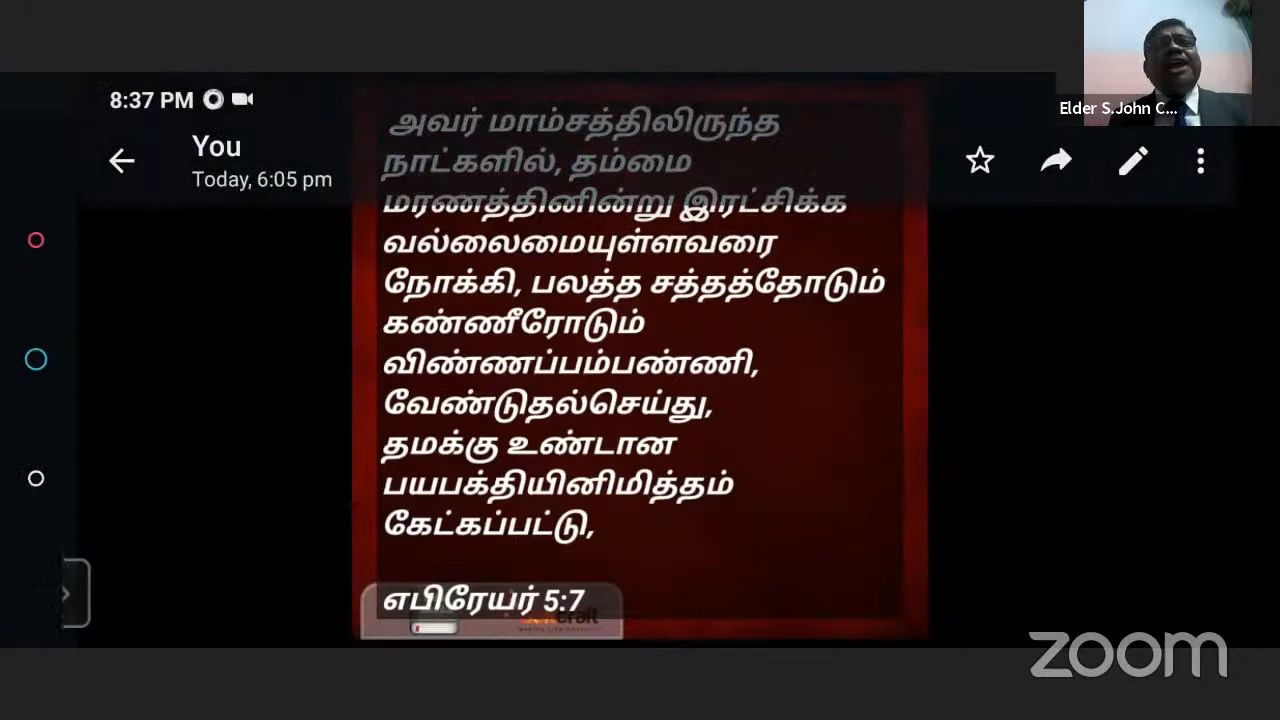 Elder S.John C...
8:37 PM
You
Today, 6:05 pm
அவர் மாம்சத்திலிருந்த
நாட்களில், தம்மை
மரணத்தினின்று இரட்சிக்க
வல்லைமையுள்ளவரை
நோக்கி, பலத்த சத்தத்தோடும்
கண்ணீரோடும்
விண்ணப்பம்பண்ணி,
வேண்டுதல்செய்து,
தமக்கு உண்டான
பயபக்தியினிமித்தம்
கேட்கப்பட்டு,
எபிரேயர் 5:7
zoom